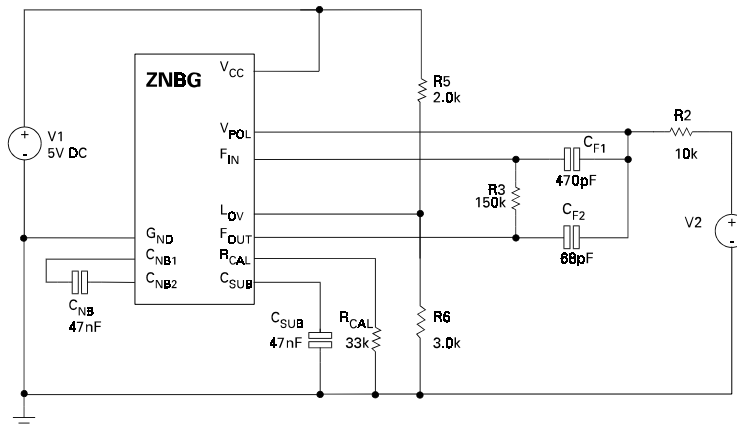 ZNBG
VCC
VPOL
FIN
LOV
FOUT
RCAL
CSUB
GND
CNB1
CNB2
V1
5V DC
+
-
CNB
47nF
CSUB
47nF
RCAL
33k
R5
2.0k
R3
150k
CF1
470pF
CF2
68pF
R6
3.0k
R2
10k
V2
+
-